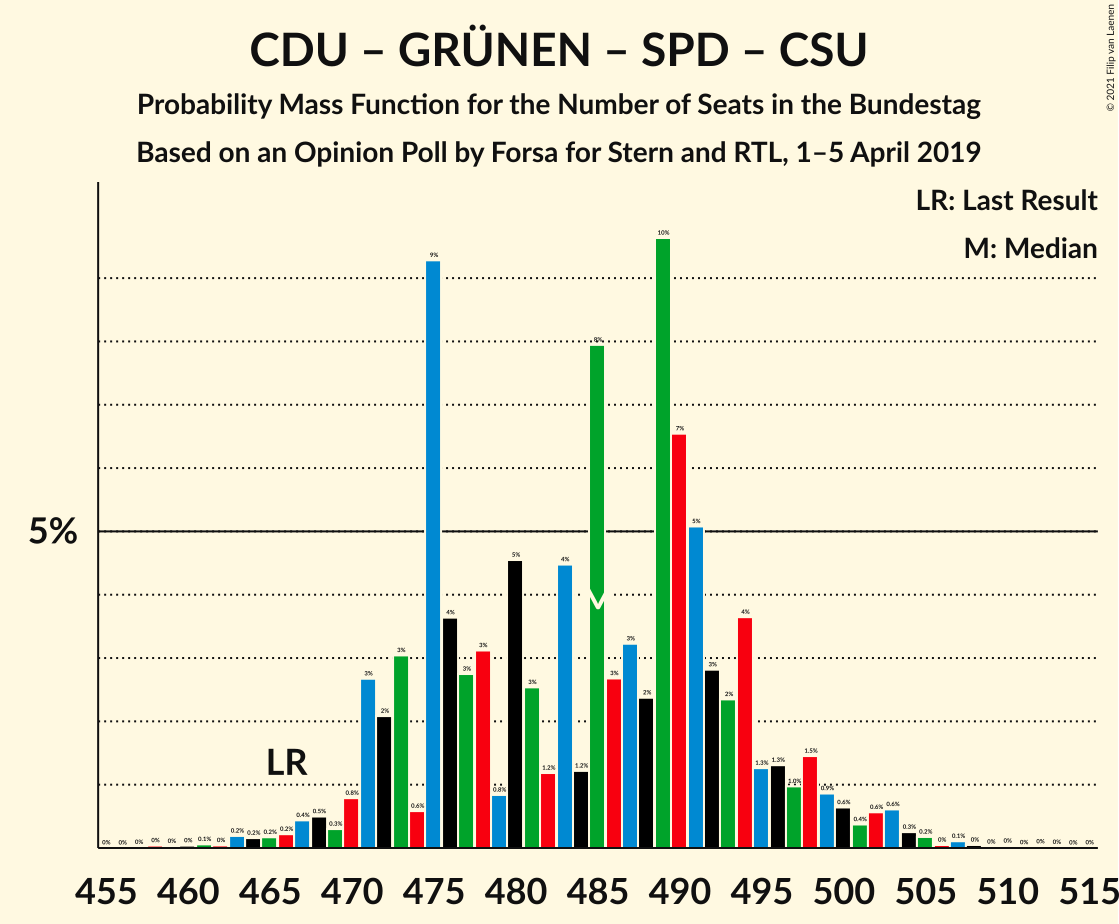 CDU – GRÜNEN – SPD – CSU
Probability Mass Function for the Number of Seats in the Bundestag
Based on an Opinion Poll by Forsa for Stern and RTL, 1–5 April 2019
© 2021 Filip van Laenen
LR: Last Result
M: Median
5%
LR
0% 0% 0% 0% 0% 0% 0.1% 0% 0.2% 0.2% 0.2% 0.2% 0.4% 0.5% 0.3% 0.8% 3% 2% 3% 0.6% 9% 4% 3% 3% 0.8% 5% 3% 1.2% 4% 1.2% 8% 3% 3% 2% 10% 7% 5% 3% 2% 4% 1.3% 1.3% 1.0% 1.5% 0.9% 0.6% 0.4% 0.6% 0.6% 0.3% 0.2% 0% 0.1% 0% 0% 0% 0% 0% 0% 0% 0%
455 460 465 470 475 480 485 490 495 500 505 510 515